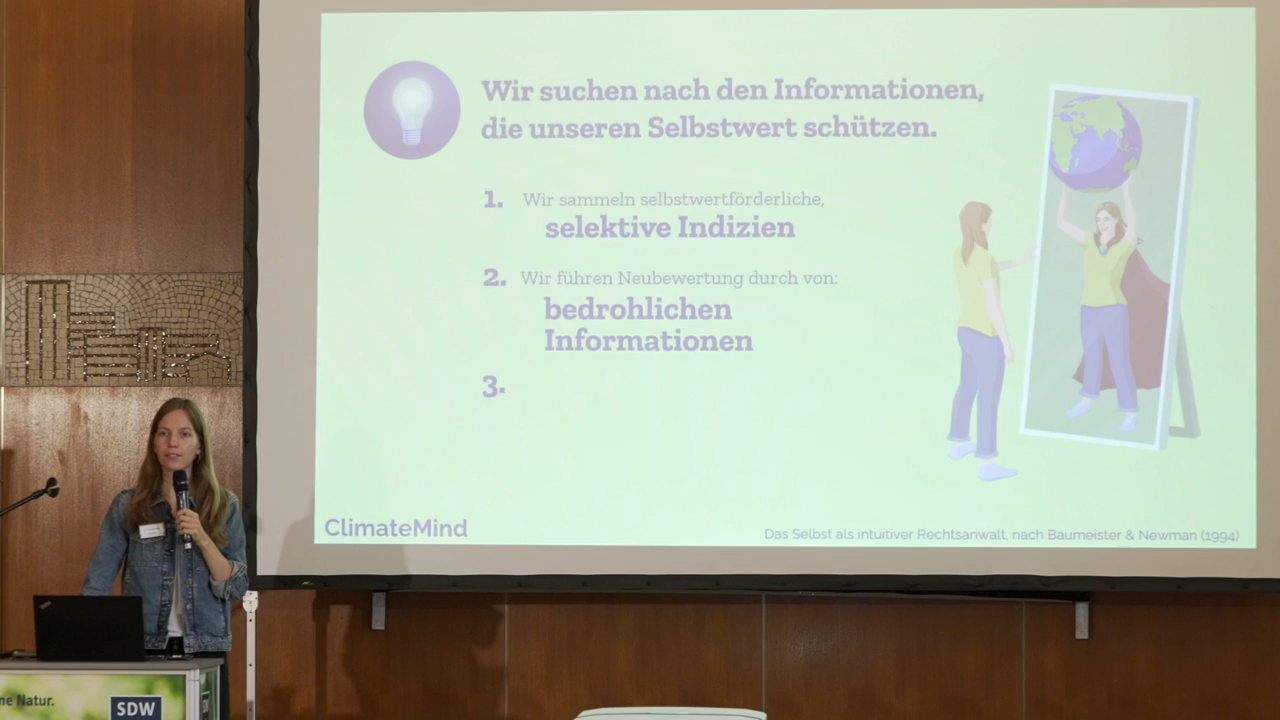 Wir suchen nach den Informationen,
die unseren Selbstwert schützen.
1. Wir sammeln selbstwertförderliche,
selektive Indizien
2. Wir führen Neubewertung durch von:
bedrohlichen
Informationen
3.
ClimateMind
Das Selbst als intuitiver Rechtsanwalt, nach Baumeister & Newman (1994)
ne Natur.
SDW